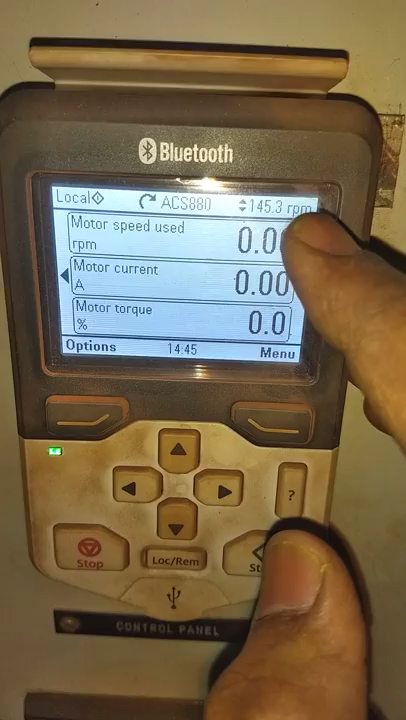 Bluetooth
Local ACS880 145.3 rpm
Motor speed used
rpm
0.0
Motor current
A
0.00
Motor torque
%
0.0
Options 14:45 Menu
?
Stop
Loc/Rem
CONTROL PANEL